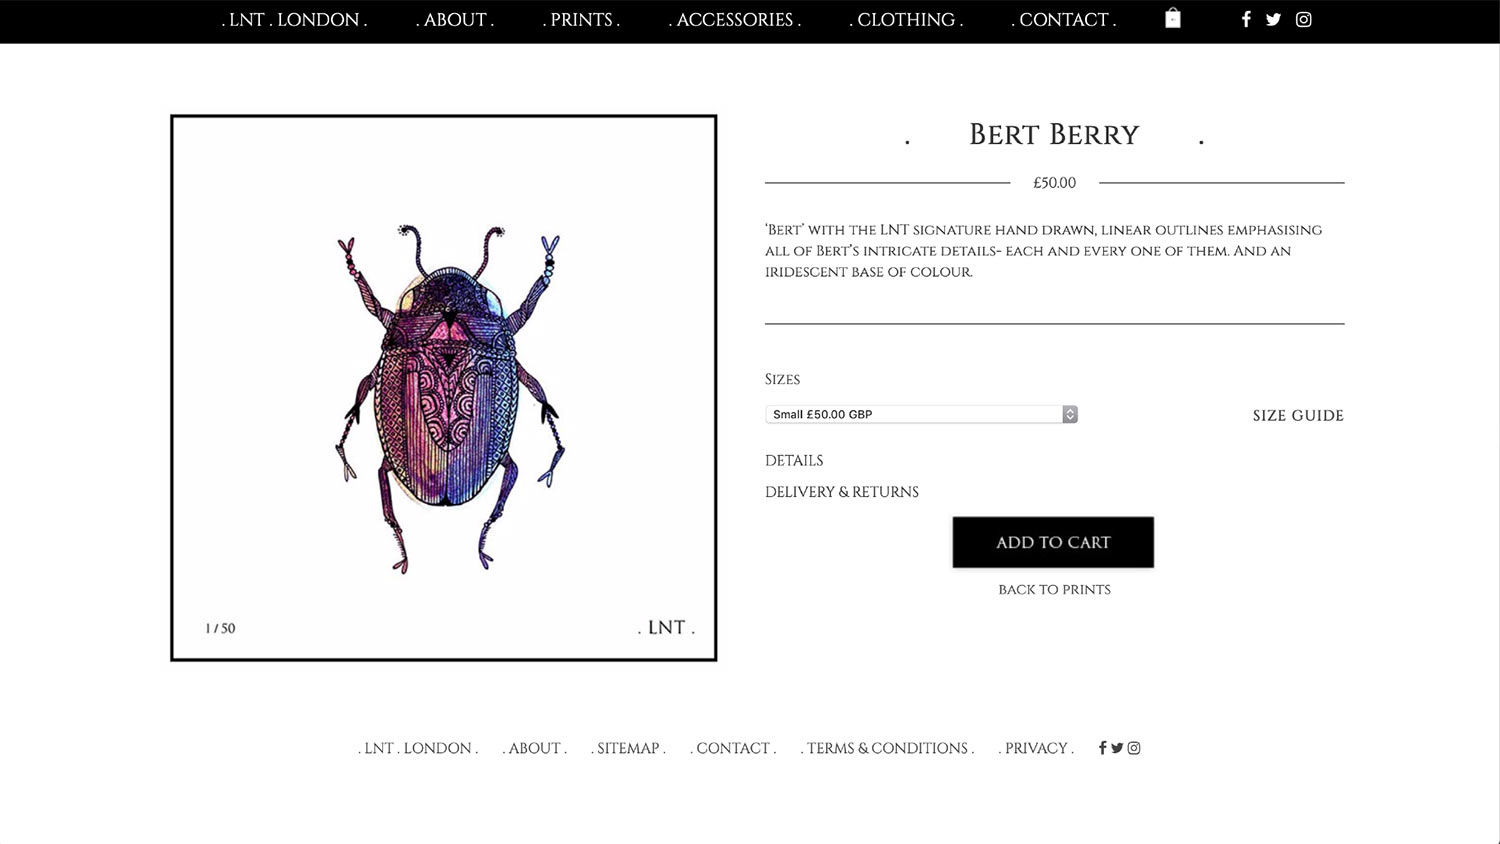 . LNT . LONDON . . ABOUT . . PRINTS . . ACCESSORIES . . CLOTHING . . CONTACT .
. BERT BERRY .
£50.00
'BERT' WITH THE LNT SIGNATURE HAND DRAWN, LINEAR OUTLINES EMPHASISING
ALL OF BERT'S INTRICATE DETAILS- EACH AND EVERY ONE OF THEM. AND AN
IRIDESCENT BASE OF COLOUR.
SIZES
Small £50.00 GBP
SIZE GUIDE
DETAILS
DELIVERY & RETURNS
ADD TO CART
BACK TO PRINTS
1 / 50
. LNT .
. LNT . LONDON . . ABOUT . . SITEMAP . . CONTACT . . TERMS & CONDITIONS . . PRIVACY .